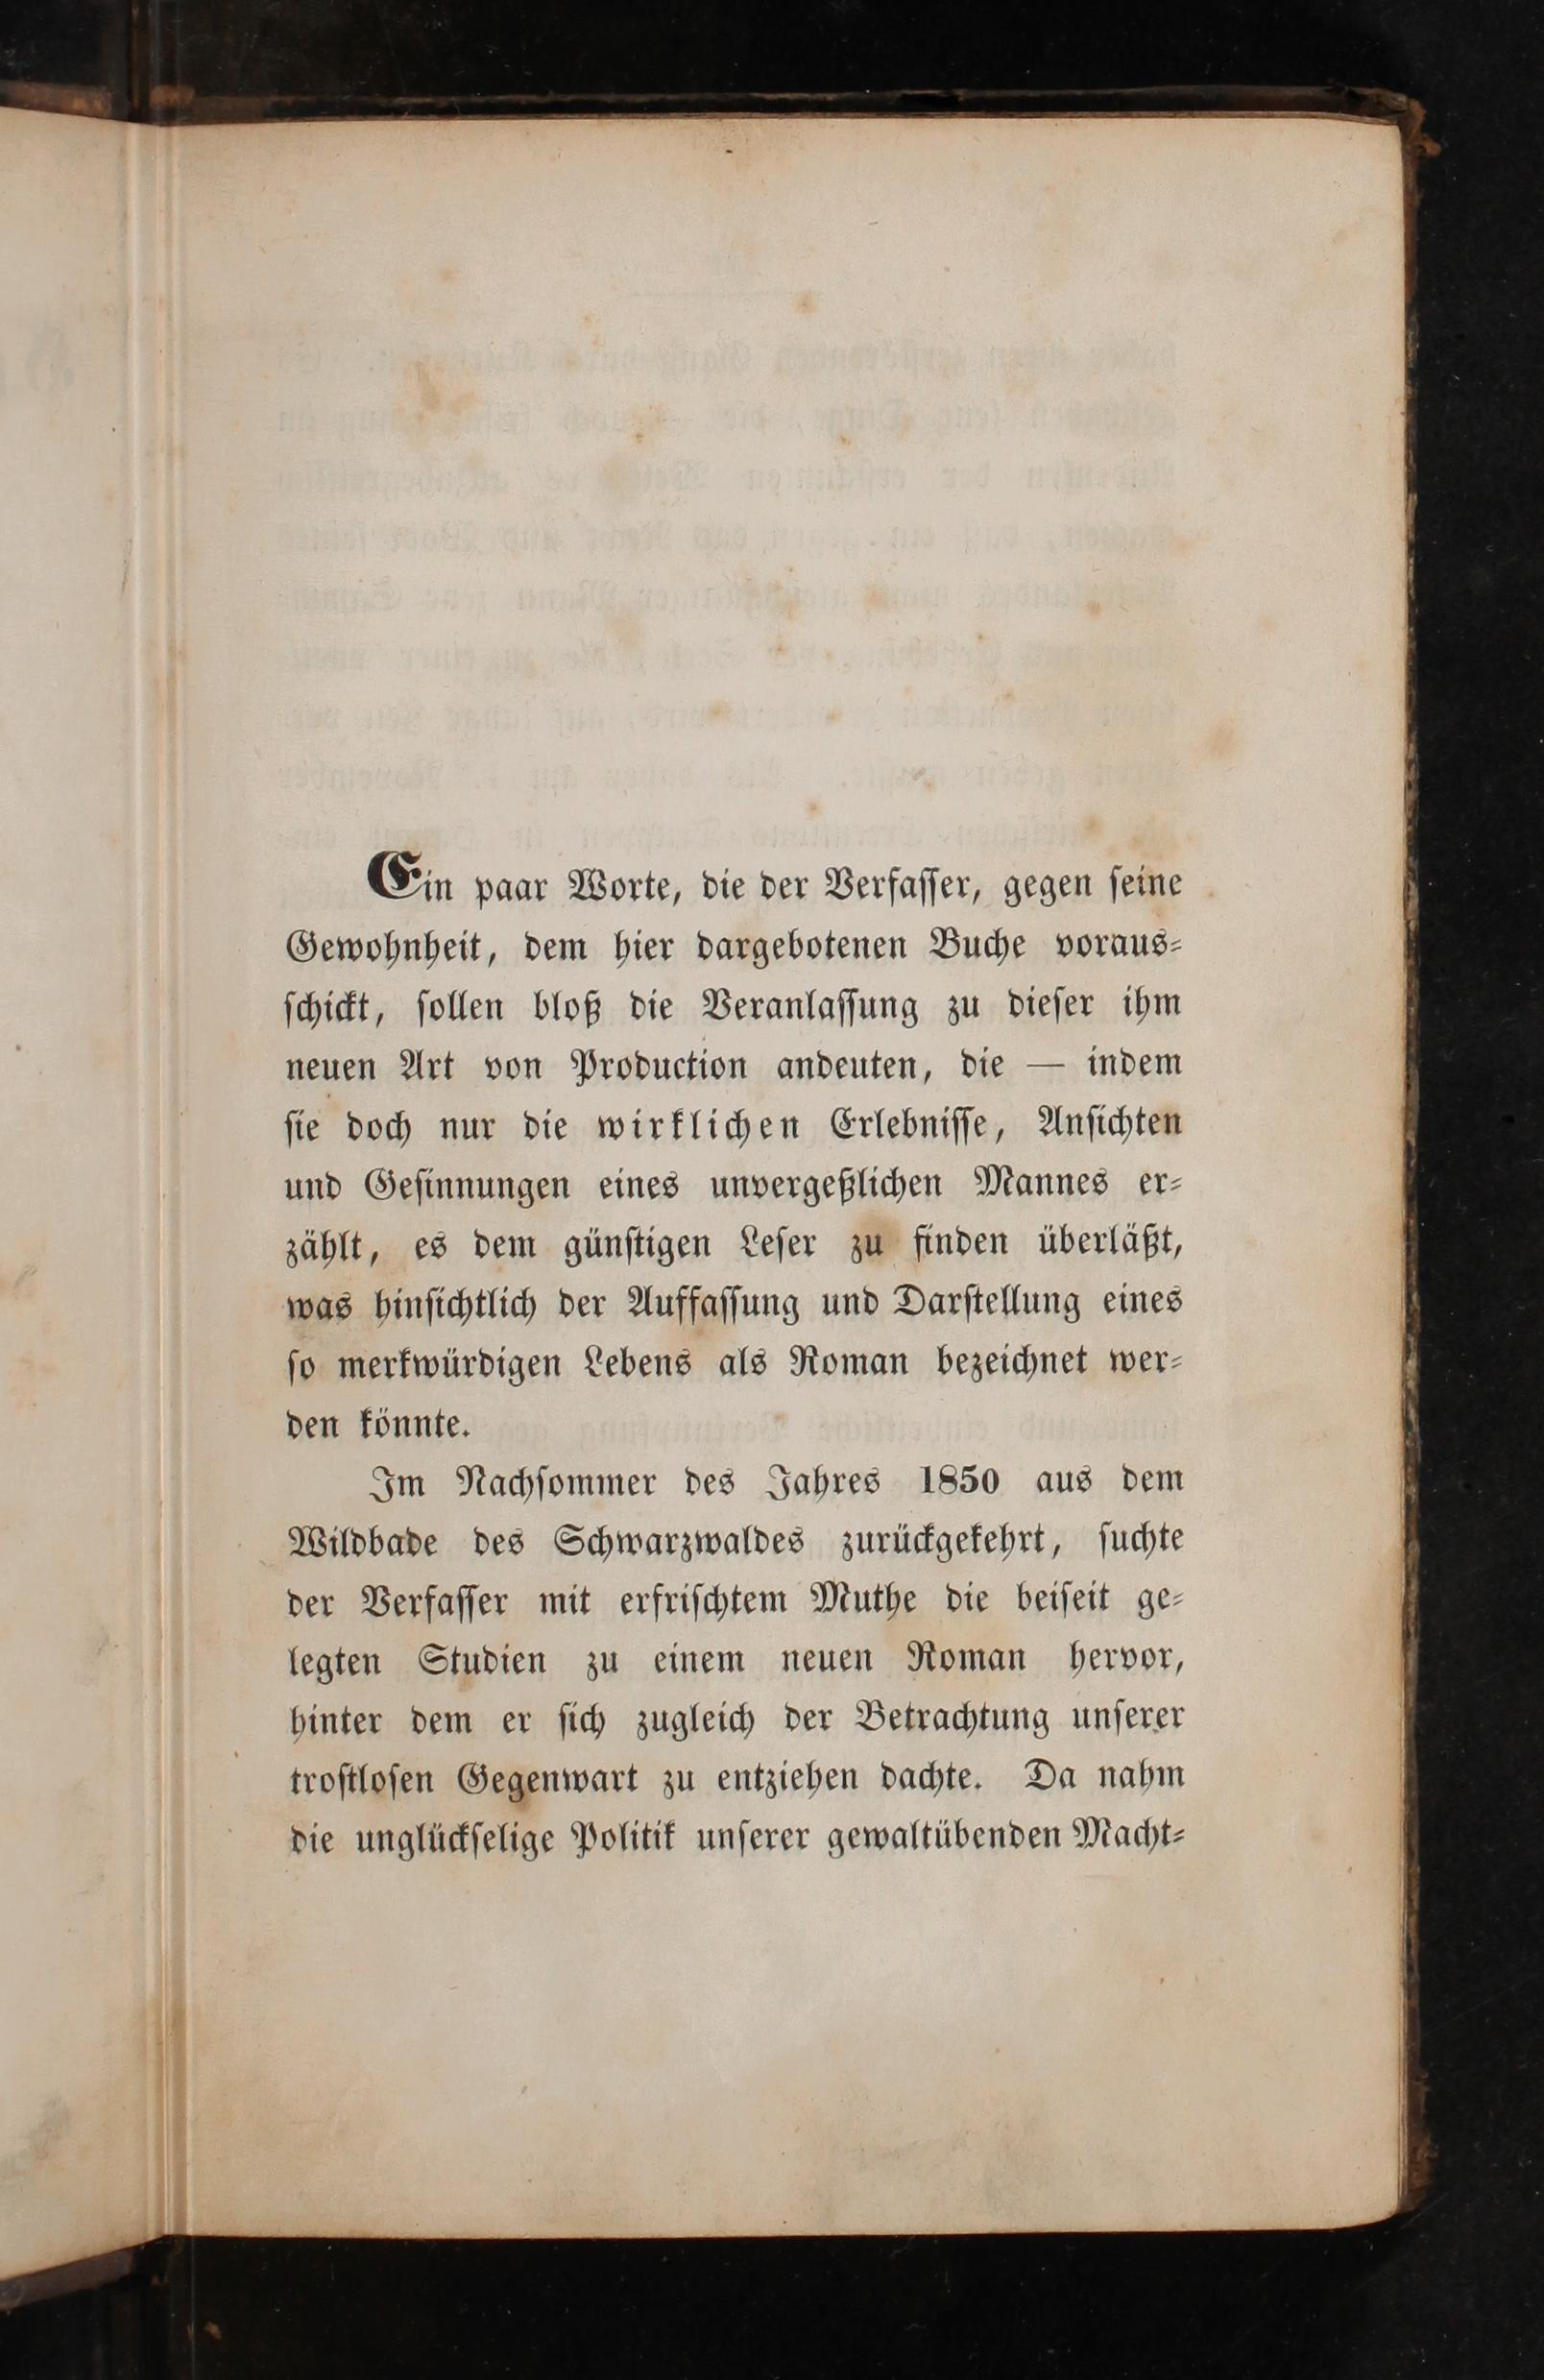 Ein paar Worte, die der Verfaſſer, gegen ſeine
Gewohnheit, dem hier dargebotenen Buche voraus⸗
ſchickt, ſollen bloß die Veranlaſſung zu dieſer ihm
neuen Art von Production andeuten, die — indem
ſie doch nur die wirklichen Erlebniſſe, Anſichten
und Geſinnungen eines unvergeßlichen Mannes er⸗
zählt, es dem günſtigen Leſer zu finden überläßt,
was hinſichtlich der Auffaſſung und Darſtellung eines
ſo merkwürdigen Lebens als Roman bezeichnet wer⸗
den könnte.
Im Nachſommer des Jahres 1850 aus dem
Wildbade des Schwarzwaldes zurückgekehrt, ſuchte
der Verfaſſer mit erfriſchtem Muthe die beiſeit ge⸗
legten Studien zu einem neuen Roman hervor,
hinter dem er ſich zugleich der Betrachtung unſerer
troſtloſen Gegenwart zu entziehen dachte. Da nahm
die unglückſelige Politik unſerer gewaltübenden Macht⸗